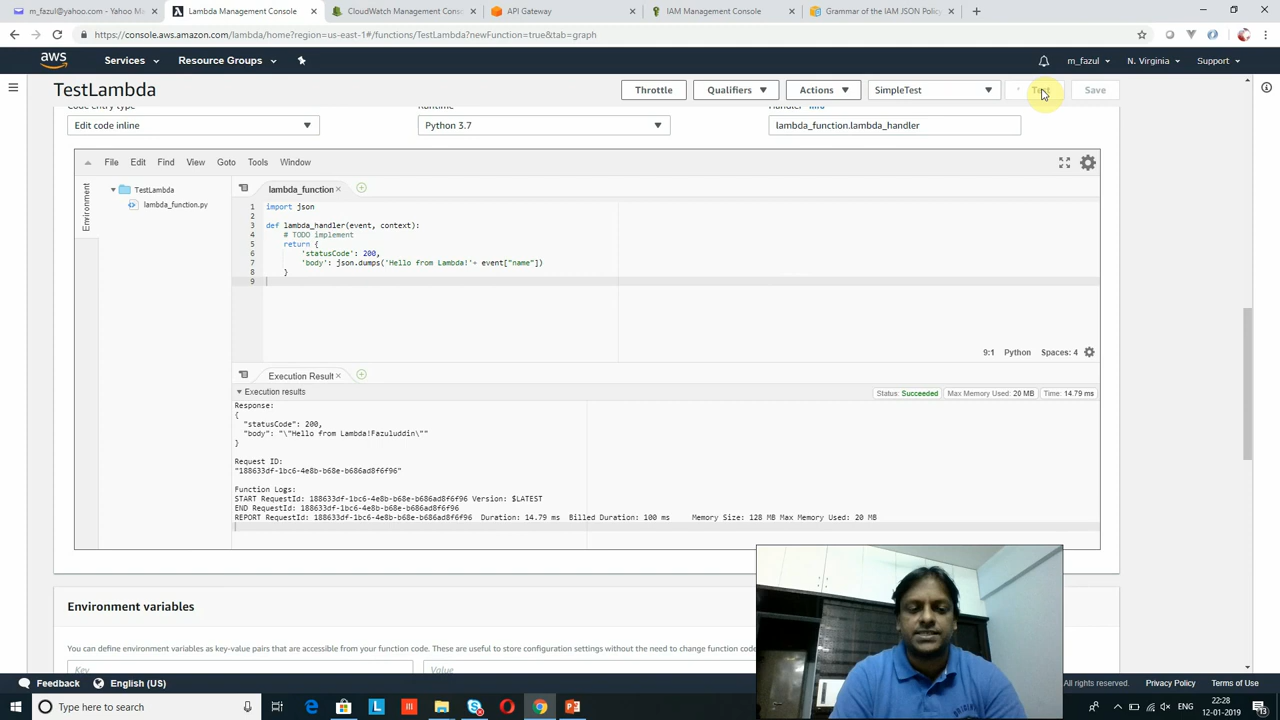 m_fazul@yahoo.com - Yahoo M
Lambda Management Console
CloudWatch Management Cons
API Gateway
IAM Management Console
Grammar of the IAM JSON Policy
https://console.aws.amazon.com/lambda/home?region=us-east-1#/functions/TestLambda?newFunction=true&tab=graph
aws
Services
Resource Groups
m_fazul
N. Virginia
Support
TestLambda
Throttle
Qualifiers
Actions
SimpleTest
Test
Save
Code entry type
Runtime
Handler Info
Edit code inline
Python 3.7
lambda_function.lambda_handler
File Edit Find View Goto Tools Window
Environment
TestLambda
lambda_function.py
lambda_function
1 import json
2
3 def lambda_handler(event, context):
4 # TODO implement
5 return {
6 'statusCode': 200,
7 'body': json.dumps('Hello from Lambda!'+ event["name"])
8 }
9
9:1 Python Spaces: 4
Execution Result
Execution results
Status: Succeeded
Max Memory Used: 20 MB
Time: 14.79 ms
Response:
{
"statusCode": 200,
"body": "\"Hello from Lambda!Fazuluddin\""
}
Request ID:
"188633df-1bc6-4e8b-b68e-b686ad8f6f96"
Function Logs:
START RequestId: 188633df-1bc6-4e8b-b68e-b686ad8f6f96 Version: $LATEST
END RequestId: 188633df-1bc6-4e8b-b68e-b686ad8f6f96
REPORT RequestId: 188633df-1bc6-4e8b-b68e-b686ad8f6f96 Duration: 14.79 ms Billed Duration: 100 ms Memory Size: 128 MB Max Memory Used: 20 MB
Environment variables
You can define environment variables as key-value pairs that are accessible from your function code. These are useful to store configuration settings without the need to change function code
Key
Value
Feedback
English (US)
All rights reserved.
Privacy Policy
Terms of Use
Type here to search
22:28
12-01-2019